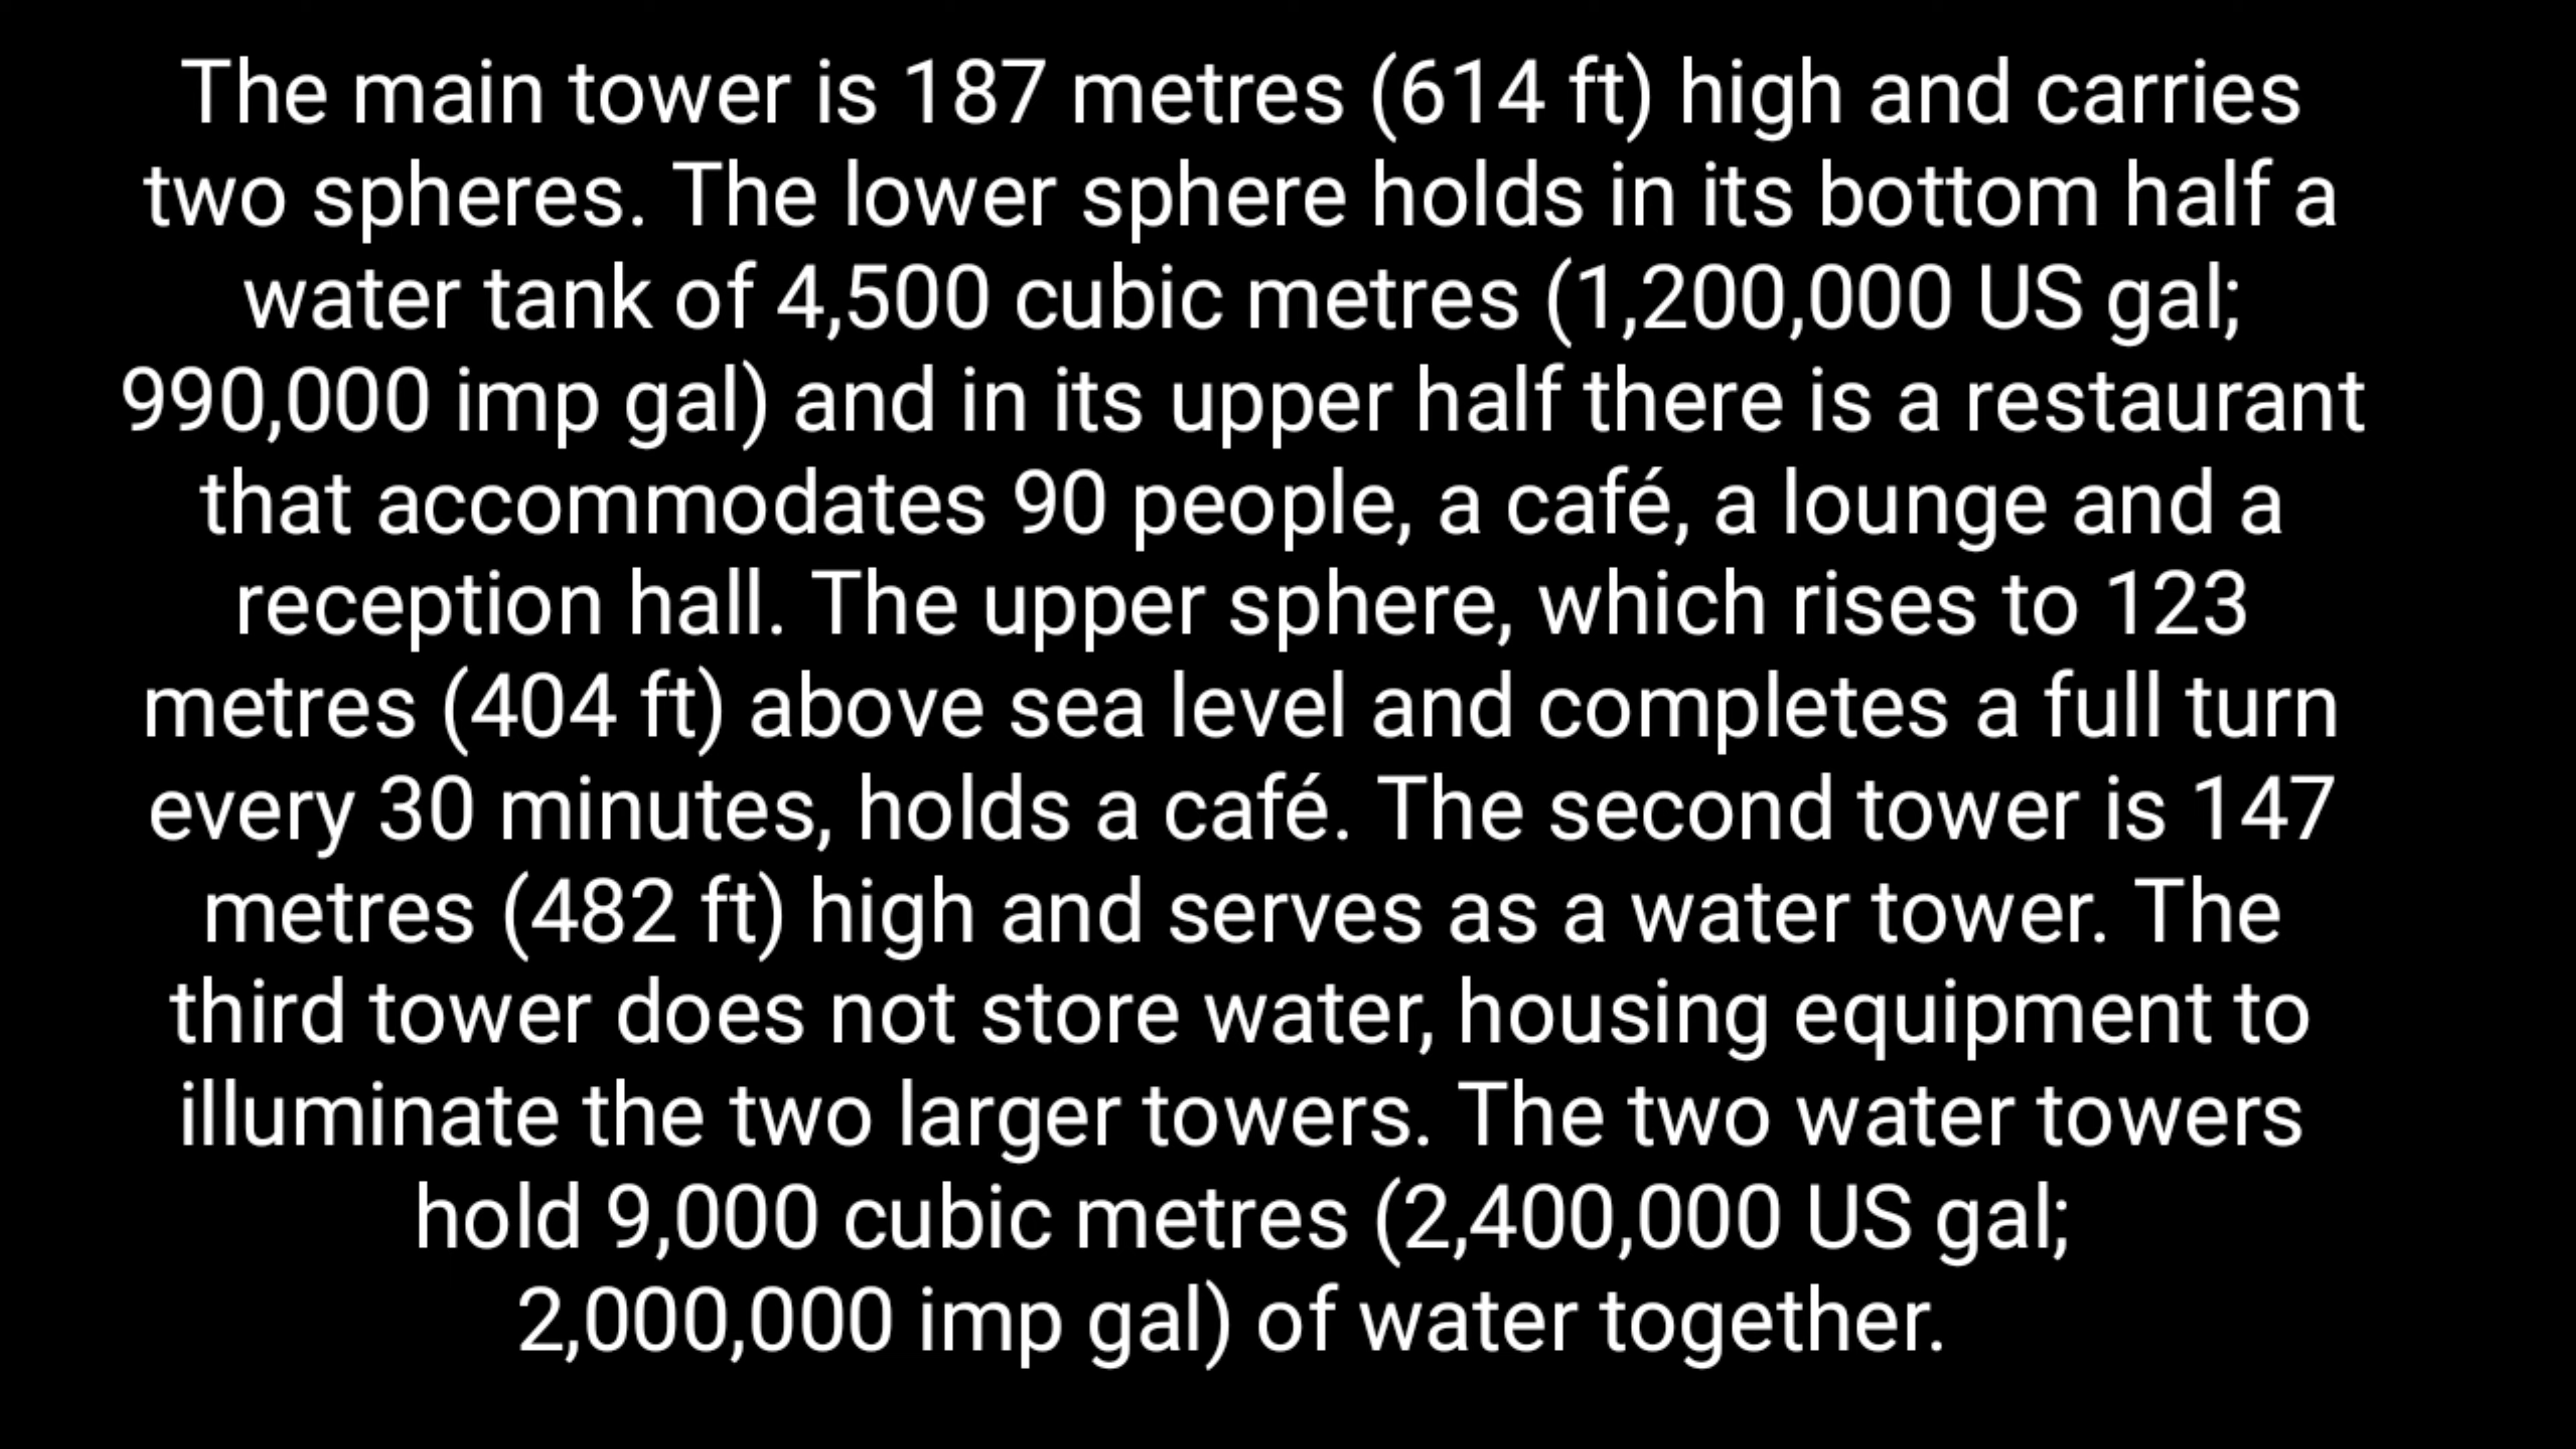 The main tower is 187 metres (614 ft) high and carries
two spheres. The lower sphere holds in its bottom half a
water tank of 4,500 cubic metres (1,200,000 US gal;
990,000 imp gal) and in its upper half there is a restaurant
that accommodates 90 people, a café, a lounge and a
reception hall. The upper sphere, which rises to 123
metres (404 ft) above sea level and completes a full turn
every 30 minutes, holds a café. The second tower is 147
metres (482 ft) high and serves as a water tower. The
third tower does not store water, housing equipment to
illuminate the two larger towers. The two water towers
hold 9,000 cubic metres (2,400,000 US gal;
2,000,000 imp gal) of water together.